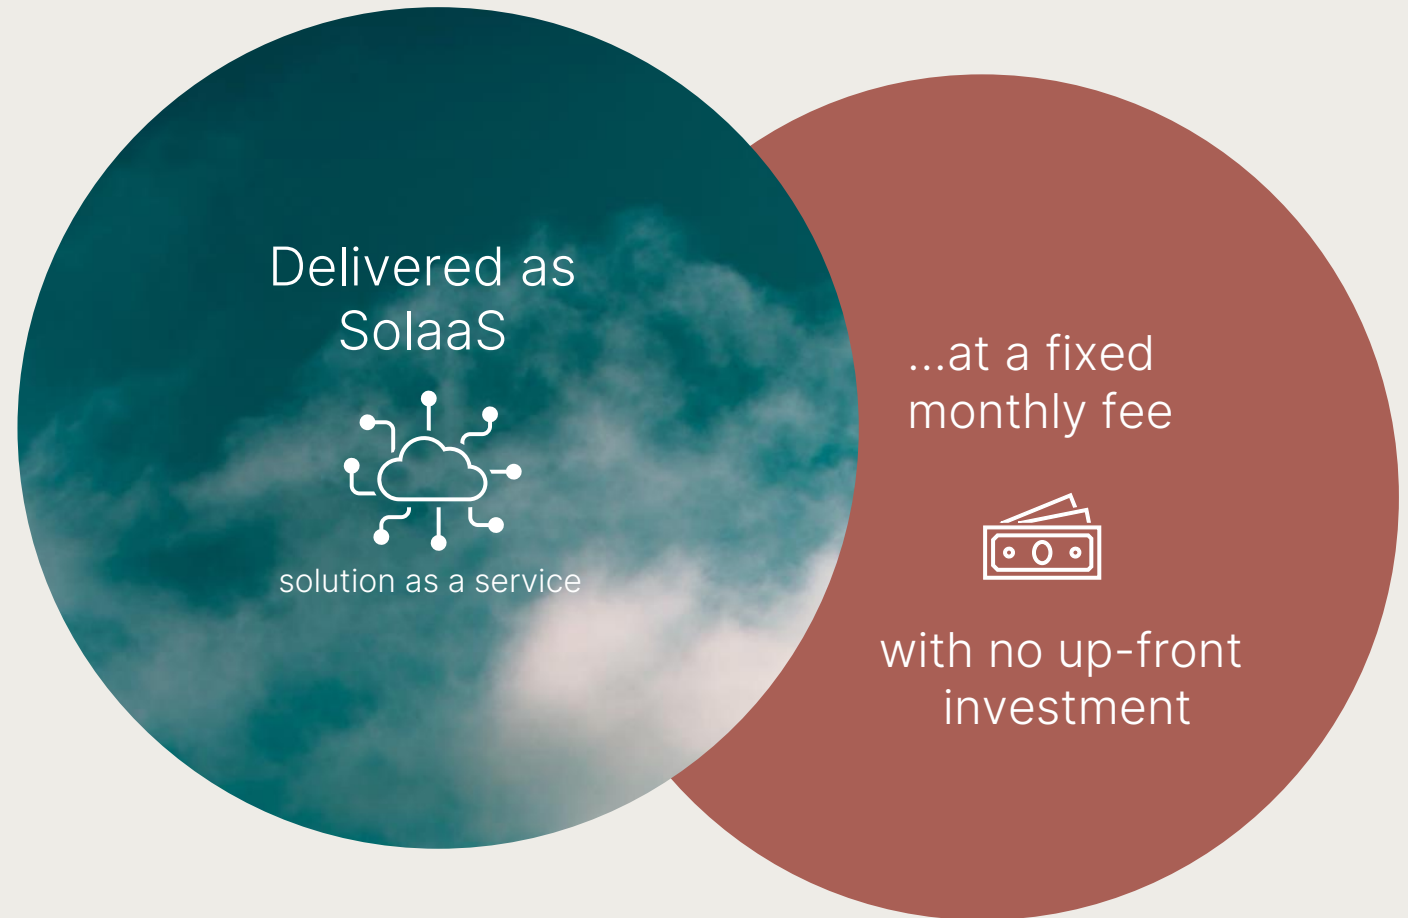 Delivered as
SolaaS
solution as a service
...at a fixed
monthly fee
with no up-front
investment